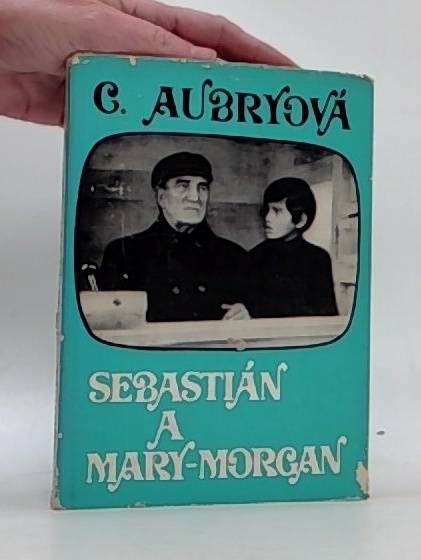 C. AUBRYOVÁ
SEBASTIÁN
A
MARY-MORGAN